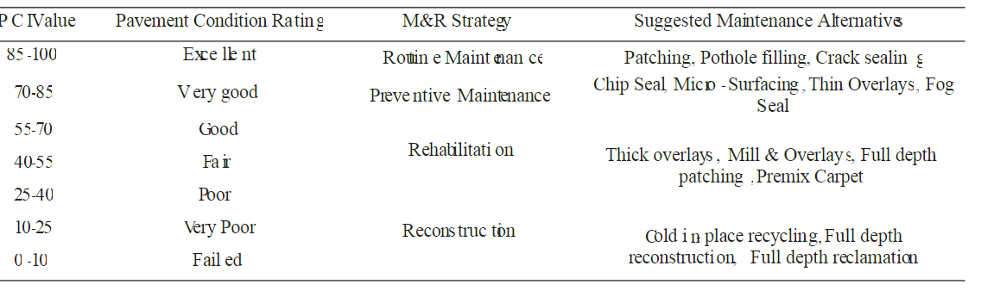 PCI Value Pavement Condition Rating M&R Strategy Suggested Maintenance Alternatives
85-100 Excellent Routine Maintenance Patching, Pothole filling, Crack sealing
70-85 Very good Preventive Maintenance Chip Seal, Micro-Surfacing, Thin Overlays, Fog
Seal
55-70 Good
Rehabilitation
40-55 Fair Thick overlays, Mill & Overlays, Full depth
patching, Premix Carpet
25-40 Poor
10-25 Very Poor Reconstruction Cold in-place recycling, Full depth
0-10 Failed reconstruction, Full depth reclamation